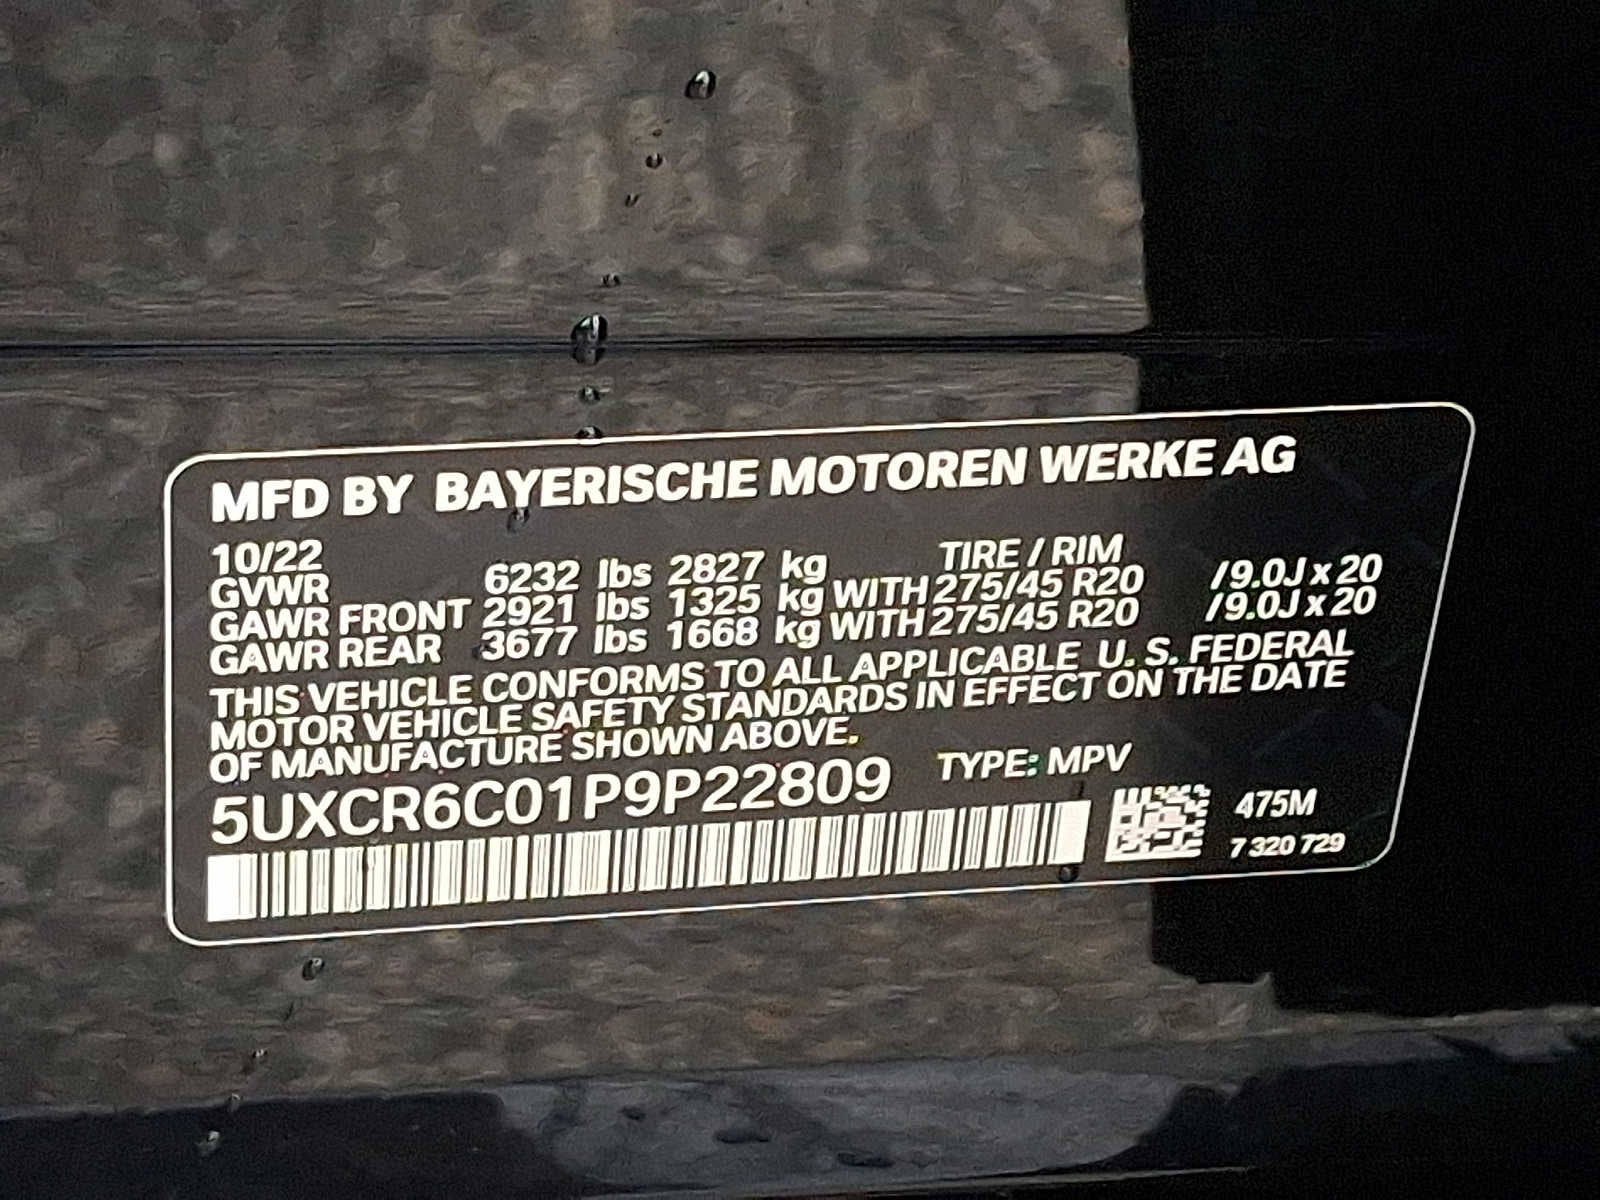 MFD BY BAYERISCHE MOTOREN WERKE AG
10/22 TIRE / RIM
GVWR 6232 lbs 2827 kg
GAWR FRONT 2921 lbs 1325 kg WITH 275/45 R20 / 9.0J x 20
GAWR REAR 3677 lbs 1668 kg WITH 275/45 R20 / 9.0J x 20
THIS VEHICLE CONFORMS TO ALL APPLICABLE U. S. FEDERAL
MOTOR VEHICLE SAFETY STANDARDS IN EFFECT ON THE DATE
OF MANUFACTURE SHOWN ABOVE.
5UXCR6C01P9P22809 TYPE: MPV
475M
7 320 729